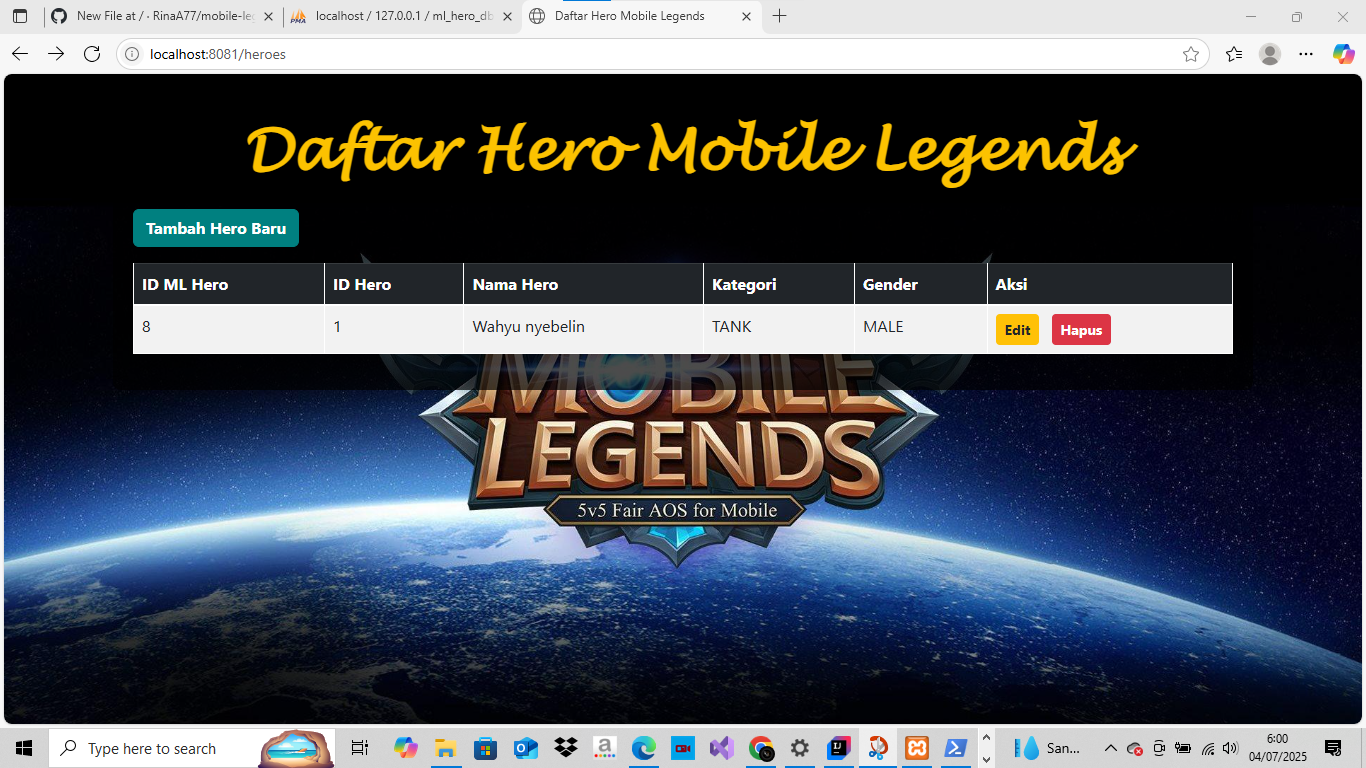 New File at / · RinaA77/mobile-le
localhost / 127.0.0.1 / ml_hero_db
Daftar Hero Mobile Legends
localhost:8081/heroes
Daftar Hero Mobile Legends
Tambah Hero Baru
ID ML Hero ID Hero Nama Hero Kategori Gender Aksi
8 1 Wahyu nyebelin TANK MALE Edit Hapus
MOBILE
LEGENDS
5v5 Fair AOS for Mobile
Type here to search
San...
6:00
04/07/2025